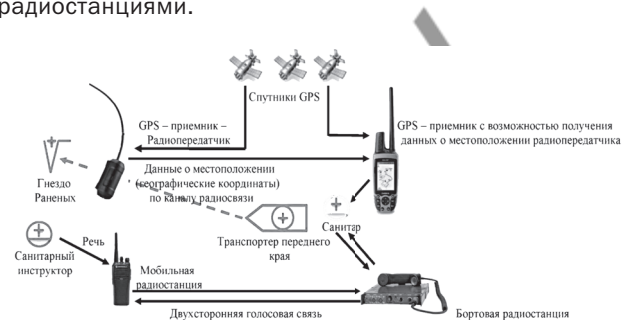 радиостанциями.
Спутники GPS
GPS – приемник –
Радиопередатчик
GPS – приемник с возможностью получения
данных о местоположении радиопередатчика
Данные о местоположении
(географические координаты)
по каналу радиосвязи
Гнездо
Раненых
Санитар
Транспортер переднего
края
Санитарный
инструктор
Речь
Мобильная
радиостанция
Двухсторонняя голосовая связь
Бортовая радиостанция